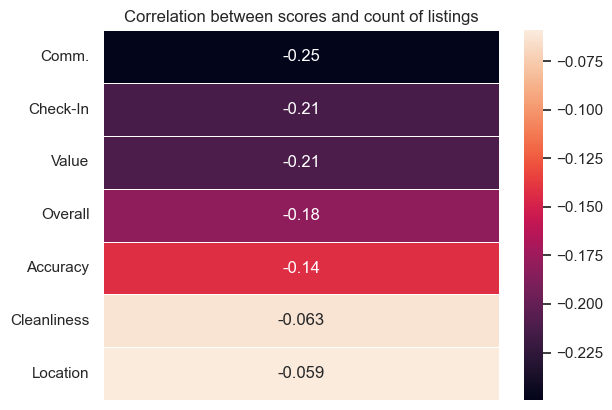 Correlation between scores and count of listings
Comm.
-0.25
Check-In
-0.21
Value
-0.21
Overall
-0.18
Accuracy
-0.14
Cleanliness
-0.063
Location
-0.059
−0.075
−0.100
−0.125
−0.150
−0.175
−0.200
−0.225